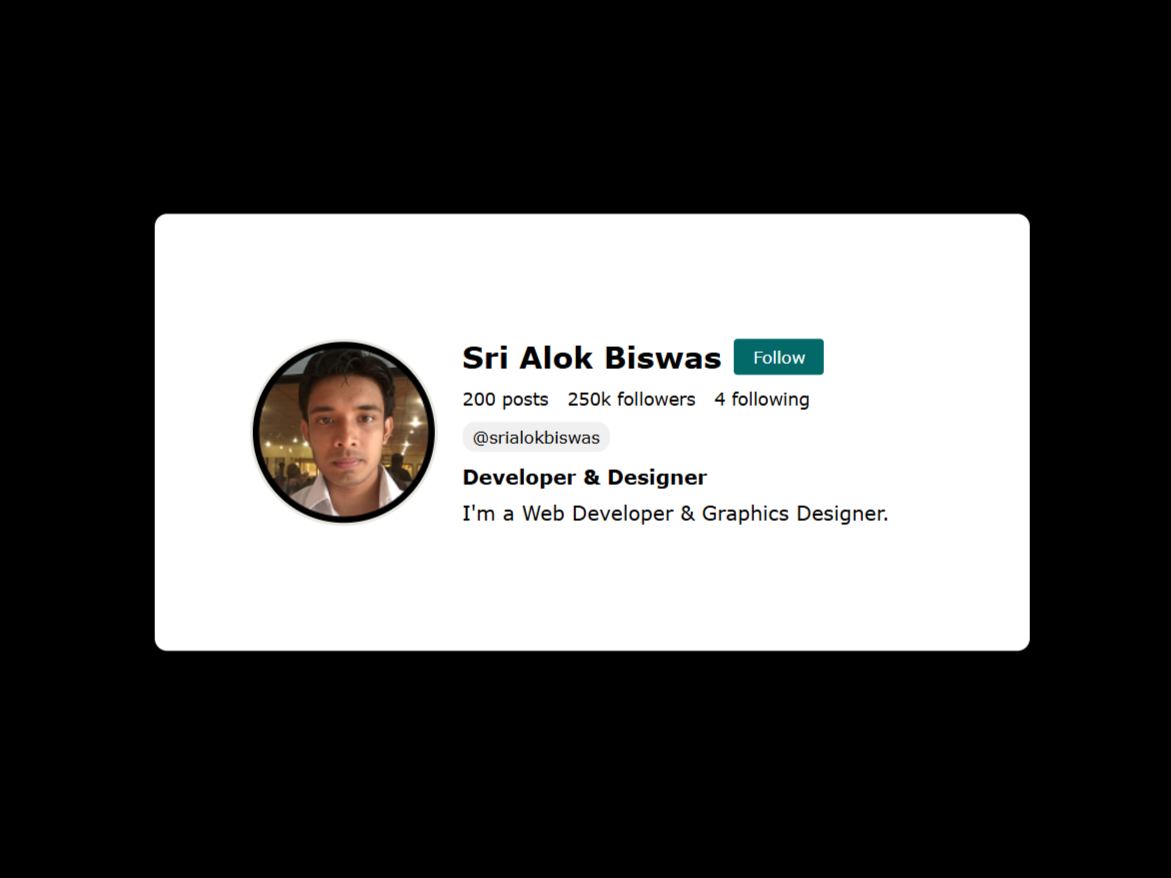 Sri Alok Biswas Follow
200 posts 250k followers 4 following
@srialokbiswas
Developer & Designer
I'm a Web Developer & Graphics Designer.